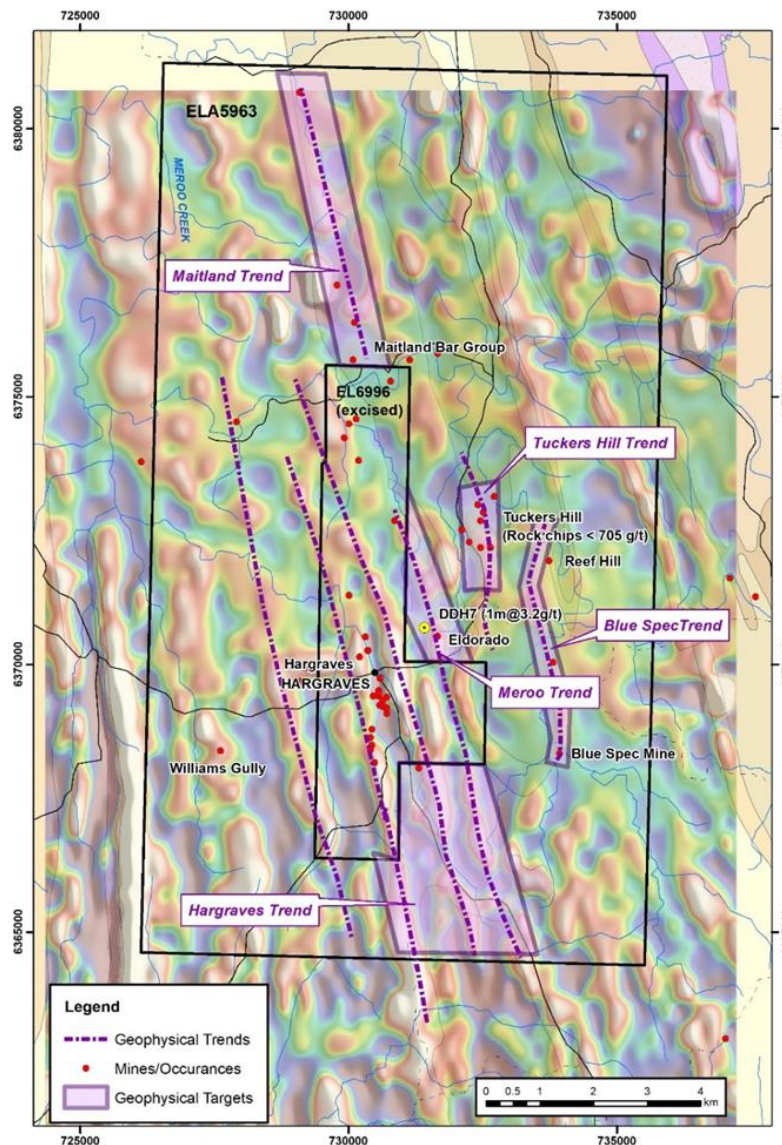 725000
730000
735000
6380000
6375000
6370000
6365000
ELA5963
MEROO CREEK
Maitland Trend
Maitland Bar Group
EL6996
(excised)
Tuckers Hill Trend
Tuckers Hill
(Rock chips < 705 g/t)
Reef Hill
DDH7 (1m@3.2g/t)
Eldorado
Blue SpecTrend
Hargraves
HARGRAVES
Meroo Trend
Williams Gully
Blue Spec Mine
Hargraves Trend
Legend
Geophysical Trends
Mines/Occurances
Geophysical Targets
0 0.5 1 2 3 4
km
725000
730000
735000